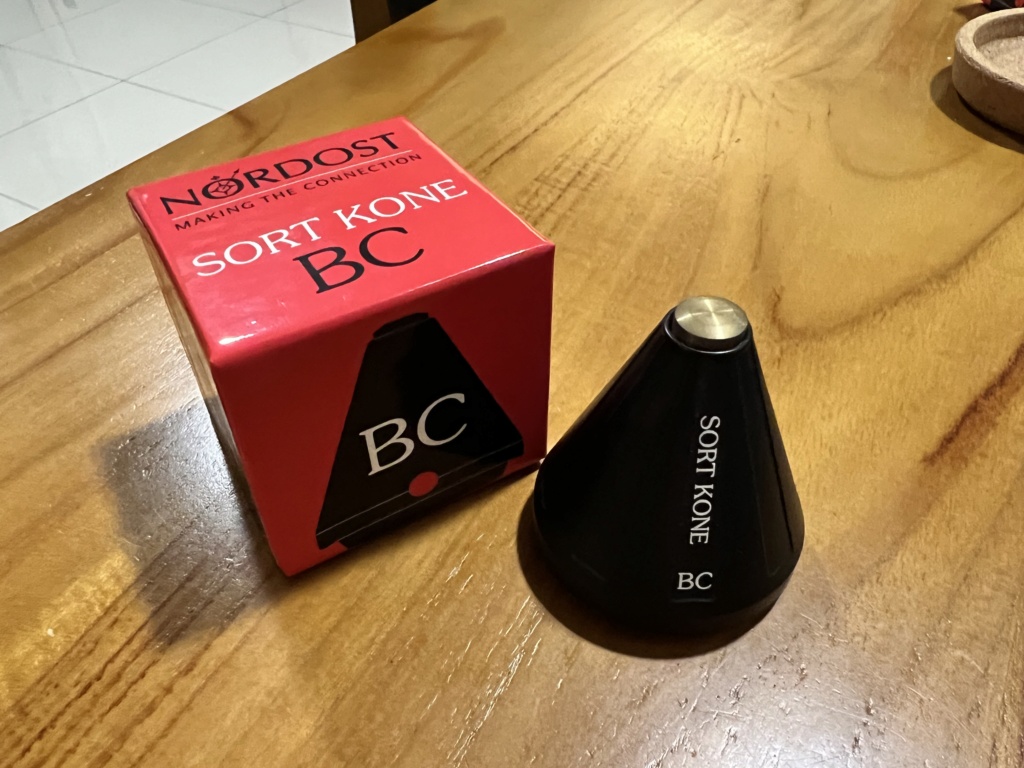 NORDOST
MAKING THE CONNECTION
SORT KONE
BC
BC
SORT KONE
BC